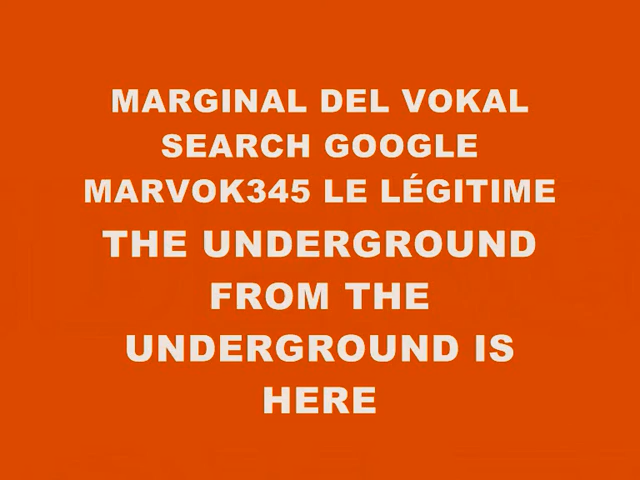 MARGINAL DEL VOKAL
SEARCH GOOGLE
MARVOK345 LE LÉGITIME
THE UNDERGROUND
FROM THE
UNDERGROUND IS
HERE